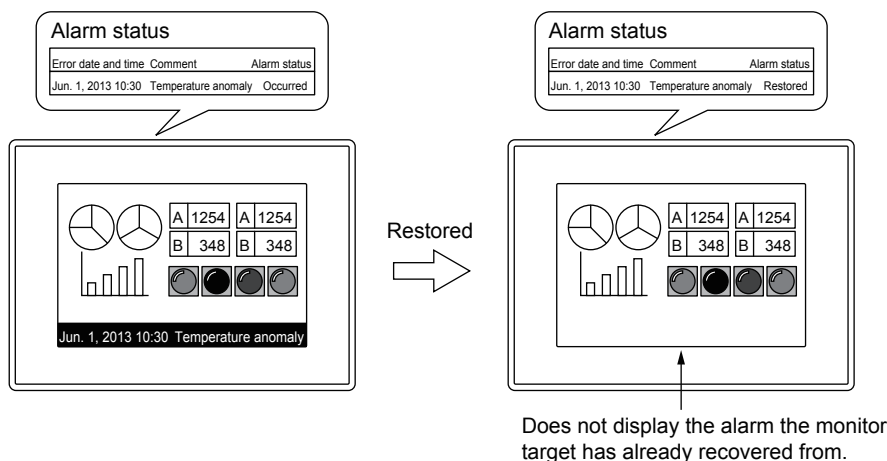 Alarm status
Error date and time Comment Alarm status
Jun. 1, 2013 10:30 Temperature anomaly Occurred
A 1254 A 1254
B 348 B 348
Jun. 1, 2013 10:30 Temperature anomaly
Restored
Alarm status
Error date and time Comment Alarm status
Jun. 1, 2013 10:30 Temperature anomaly Restored
A 1254 A 1254
B 348 B 348
Does not display the alarm the monitor
target has already recovered from.